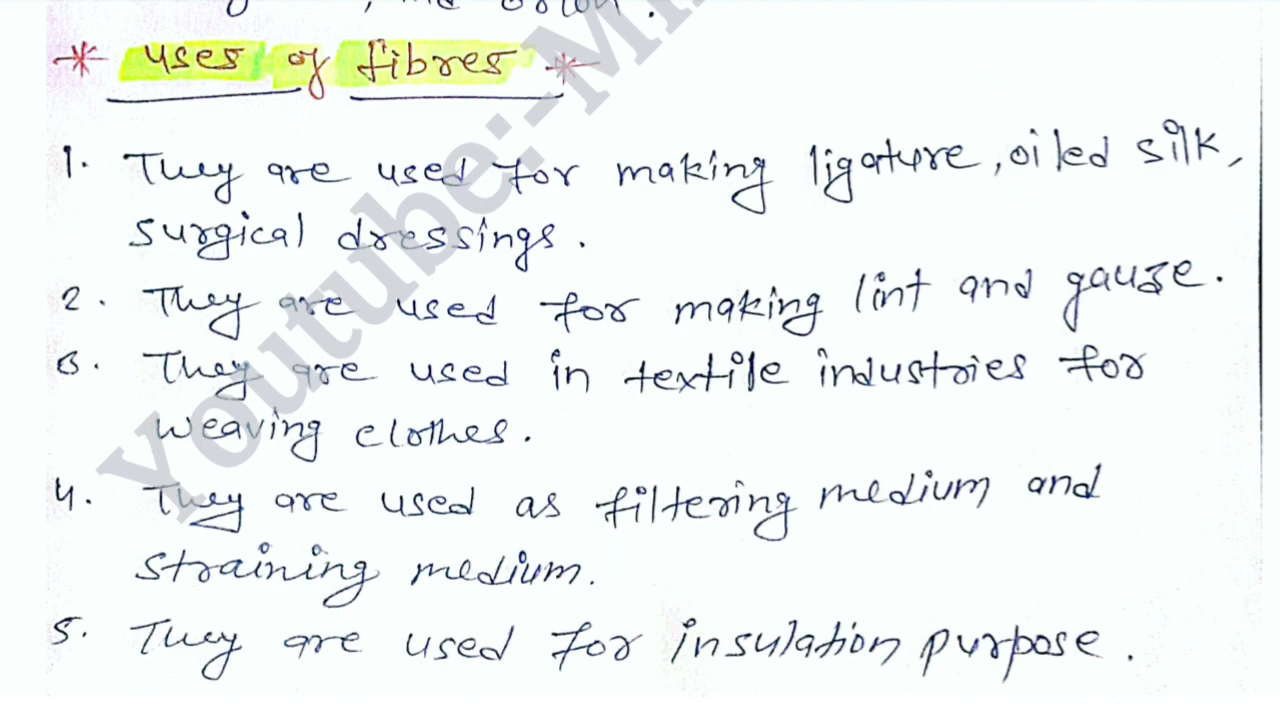 * uses of fibres *
1. They are used for making ligature, oiled silk,
surgical dressings.
2. They are used for making lint and gauze.
3. They are used in textile industries for
weaving clothes.
4. They are used as filtering medium and
straining medium.
5. They are used for insulation purpose.
Youtube:-M